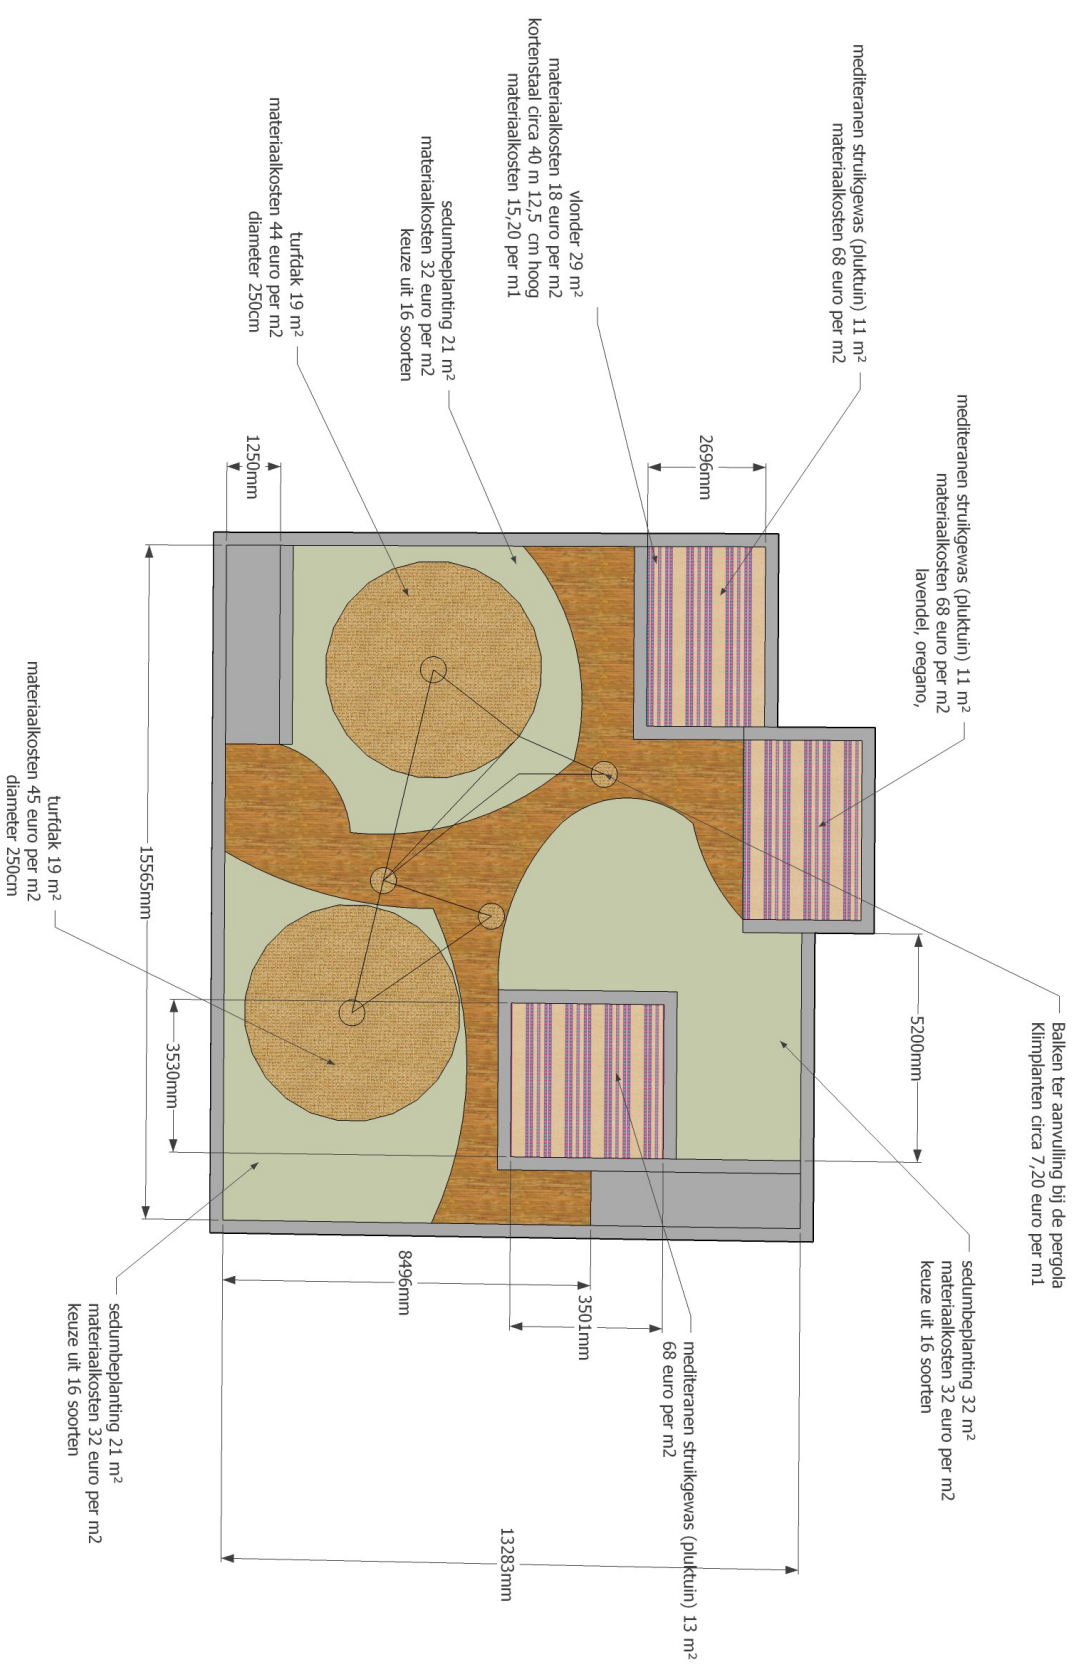 mediteranen struikgewas (pluktuin) 11 m²
materiaalkosten 68 euro per m2
mediteranen struikgewas (pluktuin) 11 m²
materiaalkosten 68 euro per m2
lavendel, oregano,
Balken ter aanvulling bij de pergola
Klimplanten circa 7,20 euro per m1
vlonder 29 m²
materiaalkosten 18 euro per m2
kortenstaal circa 40 m 12,5 cm hoog
materiaalkosten 15,20 per m1
sedumbeplanting 21 m²
materiaalkosten 32 euro per m2
keuze uit 16 soorten
turfdak 19 m²
materiaalkosten 44 euro per m2
diameter 250cm
2696mm
1250mm
5200mm
15565mm
3530mm
turfdak 19 m²
materiaalkosten 45 euro per m2
diameter 250cm
sedumbeplanting 32 m²
materiaalkosten 32 euro per m2
keuze uit 16 soorten
3501mm
8496mm
mediteranen struikgewas (pluktuin) 13 m²
68 euro per m2
13283mm
sedumbeplanting 21 m²
materiaalkosten 32 euro per m2
keuze uit 16 soorten